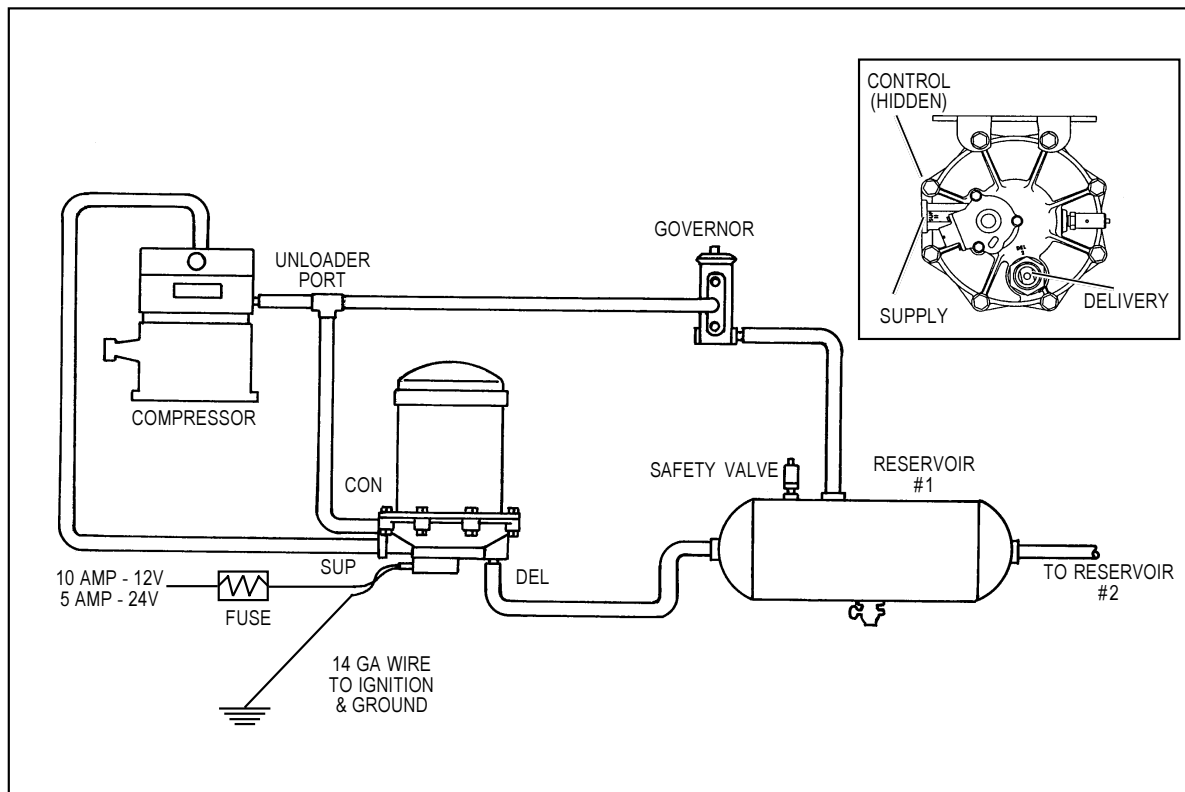 CONTROL
(HIDDEN)
DEL
DELIVERY
SUPPLY
GOVERNOR
UNLOADER
PORT
COMPRESSOR
SAFETY VALVE
RESERVOIR
#1
CON
SUP
DEL
10 AMP - 12V
5 AMP - 24V
FUSE
TO RESERVOIR
#2
14 GA WIRE
TO IGNITION
& GROUND